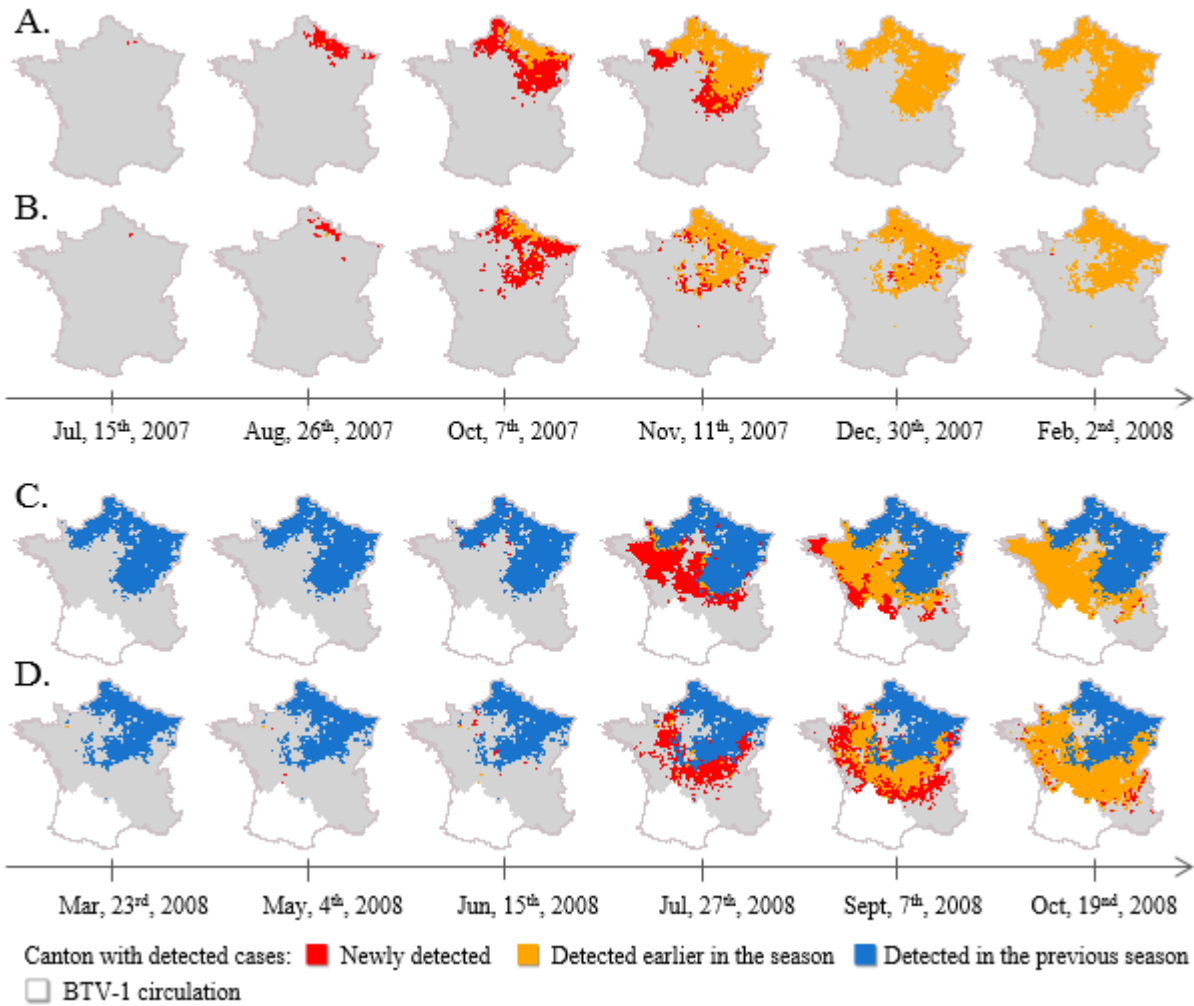 A.
B.
Jul, 15th, 2007 Aug, 26th, 2007 Oct, 7th, 2007 Nov, 11th, 2007 Dec, 30th, 2007 Feb, 2nd, 2008
C.
D.
Mar, 23rd, 2008 May, 4th, 2008 Jun, 15th, 2008 Jul, 27th, 2008 Sept, 7th, 2008 Oct, 19nd, 2008
Canton with detected cases: Newly detected Detected earlier in the season Detected in the previous season
BTV-1 circulation